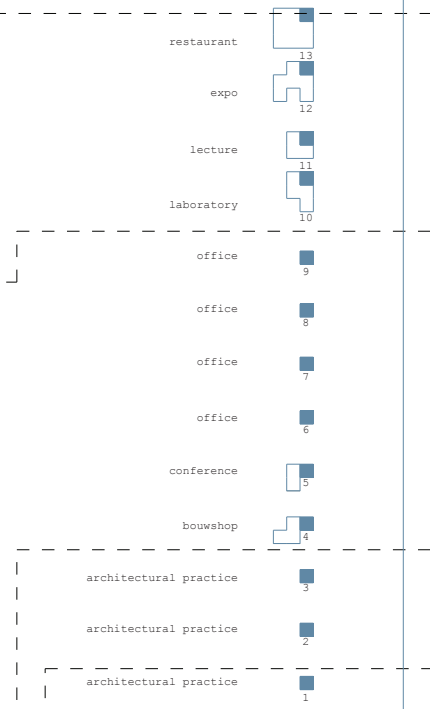 restaurant
13
expo
12
lecture
11
laboratory
10
office
9
office
8
office
7
office
6
conference
5
bouwshop
4
architectural practice
3
architectural practice
2
architectural practice
1